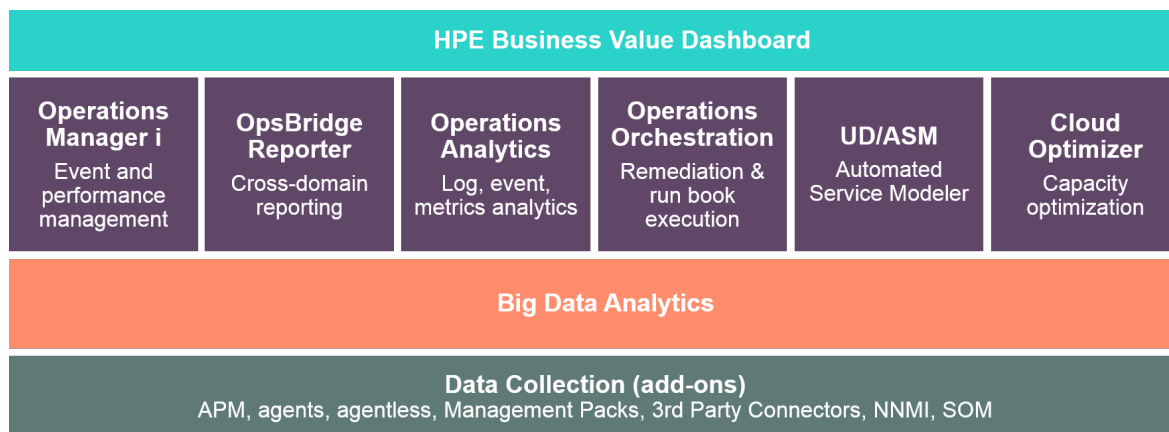 HPE Business Value Dashboard
Operations
Manager i
Event and
performance
management
OpsBridge
Reporter
Cross-domain
reporting
Operations
Analytics
Log, event,
metrics analytics
Operations
Orchestration
Remediation &
run book
execution
UD/ASM
Automated
Service Modeler
Cloud
Optimizer
Capacity
optimization
Big Data Analytics
Data Collection (add-ons)
APM, agents, agentless, Management Packs, 3rd Party Connectors, NNMI, SOM